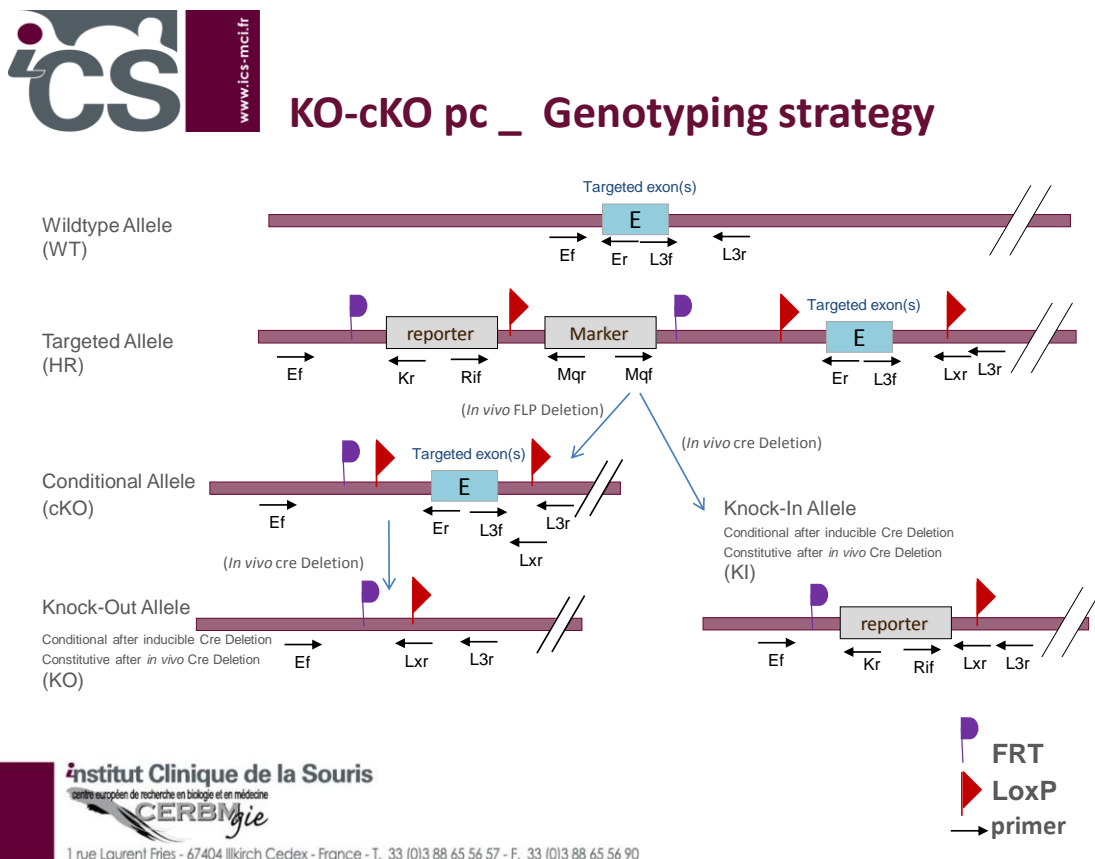 iCS
www.ics-mci.fr
KO-cKO pc _ Genotyping strategy
Targeted exon(s)
Wildtype Allele
(WT)
E
Ef
Er
L3f
L3r
Targeted exon(s)
Targeted Allele
(HR)
reporter
Marker
E
Ef
Kr
Rif
Mqr
Mqf
Er
L3f
Lxr
L3r
(In vivo FLP Deletion)
(In vivo cre Deletion)
Conditional Allele
(cKO)
Targeted exon(s)
E
Ef
Er
L3f
L3r
Lxr
(In vivo cre Deletion)
Knock-In Allele
Conditional after inducible Cre Deletion
Constitutive after in vivo Cre Deletion
(KI)
Knock-Out Allele
Conditional after inducible Cre Deletion
Constitutive after in vivo Cre Deletion
(KO)
Ef
Lxr
L3r
reporter
Ef
Kr
Rif
Lxr
L3r
FRT
LoxP
primer
institut Clinique de la Souris
centre européen de recherche en biologie et en médecine
CERBM gie
1 rue Laurent Fries - 67404 Illkirch Cedex - France - T. 33 (0)3 88 65 56 57 - F. 33 (0)3 88 65 56 90